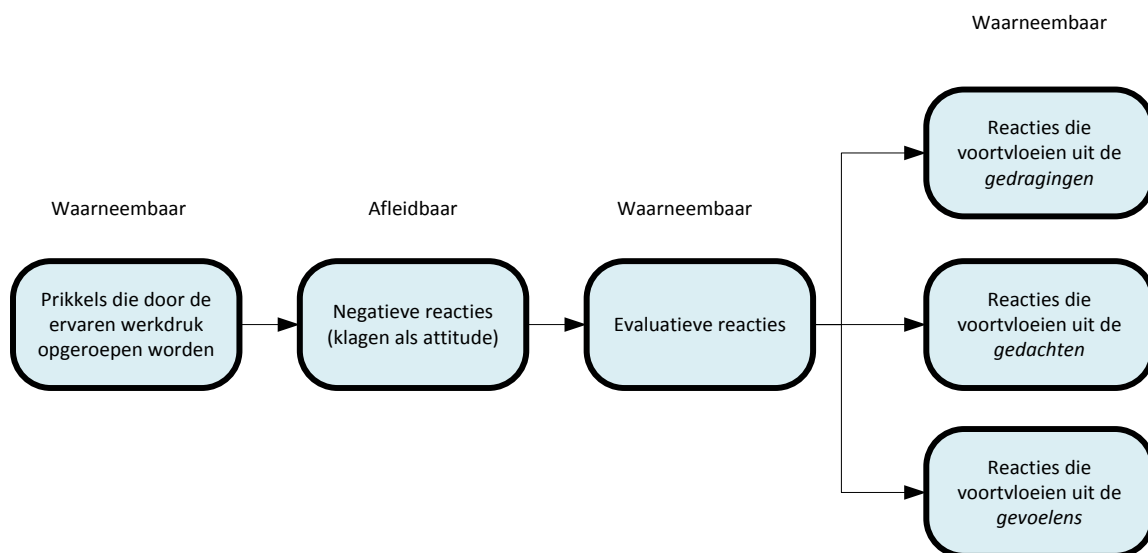 Waarneembaar
Reacties die
voortvloeien uit de
gedragingen
Waarneembaar
Afleidbaar
Waarneembaar
Prikkels die door de
ervaren werkdruk
opgeroepen worden
Negatieve reacties
(klagen als attitude)
Evaluatieve reacties
Reacties die
voortvloeien uit de
gedachten
Reacties die
voortvloeien uit de
gevoelens